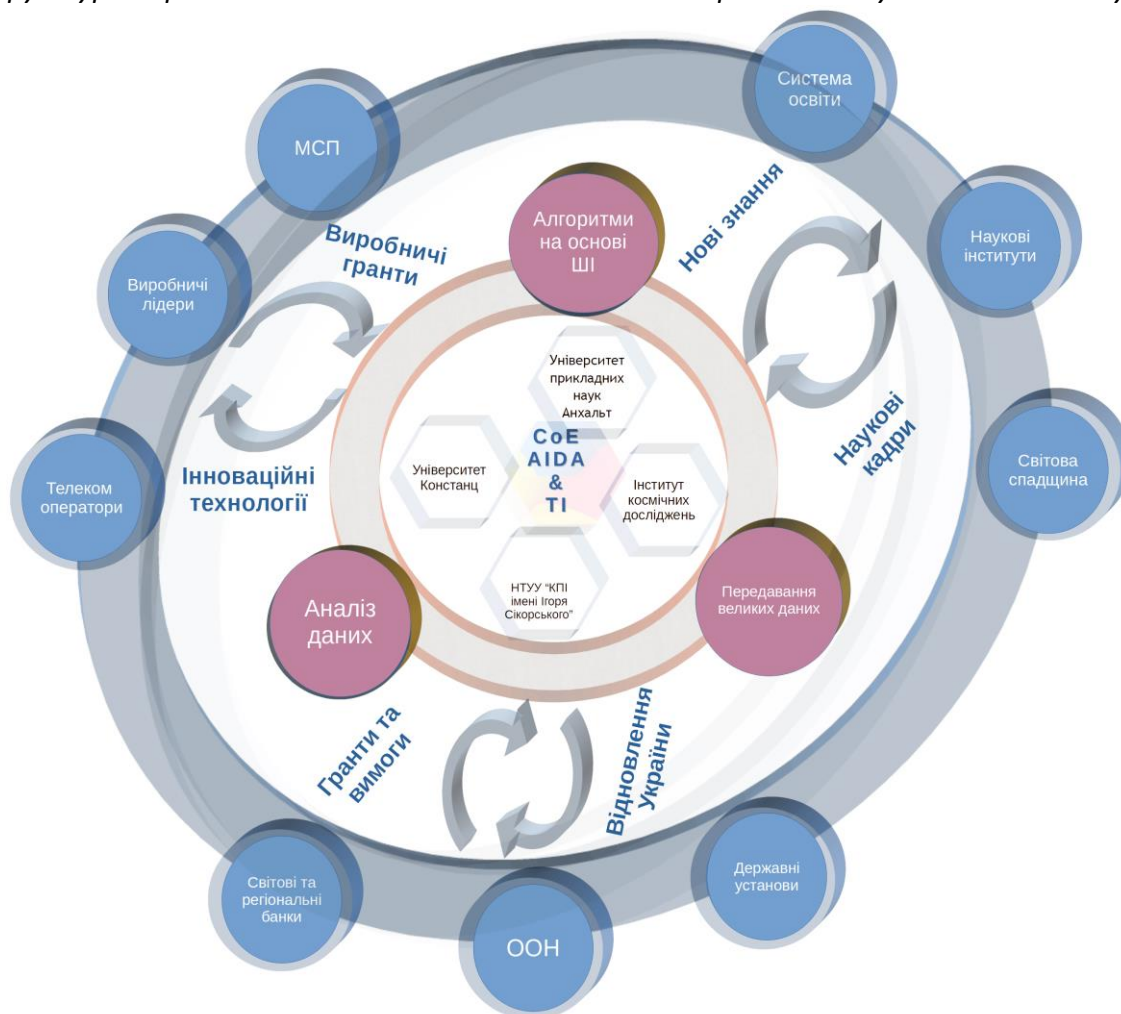 Система
освіти
МСП
Наукові
інститути
Виробничі
лідери
Алгоритми
на основі
ШІ
Нові знання
Виробничі
гранти
Університет
прикладних
наук
Анхальт
CoE
AIDA
&
TI
Університет
Констанц
Інститут
космічних
досліджень
НТУУ "КПІ
імені Ігоря
Сікорського"
Наукові
кадри
Світова
спадщина
Телеком
оператори
Інноваційні
технології
Аналіз
даних
Передавання
великих даних
Гранти та
вимоги
Відновлення
України
Світові та
регіональні
банки
ООН
Державні
установи